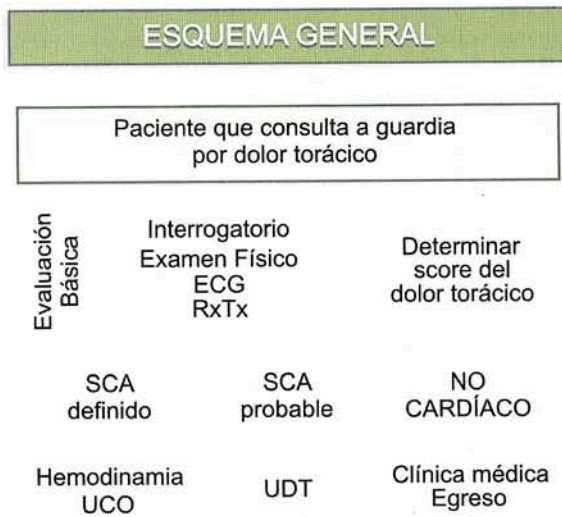 ESQUEMA GENERAL
Paciente que consulta a guardia
por dolor torácico
Evaluación
Básica
Interrogatorio
Examen Físico
ECG
RxTx
Determinar
score del
dolor torácico
SCA
definido
SCA
probable
NO
CARDÍACO
Hemodinamia
UCO
UDT
Clínica médica
Egreso